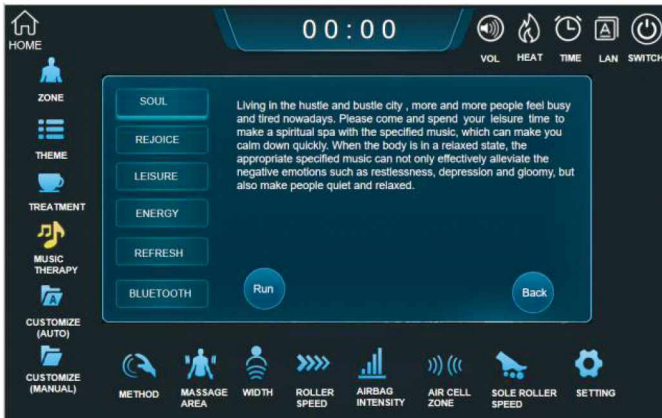 HOME
00:00
VOL
HEAT
TIME
LAN
SWITCH
ZONE
THEME
TREATMENT
MUSIC
THERAPY
A
CUSTOMIZE
(AUTO)
CUSTOMIZE
(MANUAL)
SOUL
REJOICE
LEISURE
ENERGY
REFRESH
BLUETOOTH
Living in the hustle and bustle city , more and more people feel busy
and tired nowadays. Please come and spend your leisure time to
make a spiritual spa with the specified music, which can make you
calm down quickly. When the body is in a relaxed state, the
appropriate specified music can not only effectively alleviate the
negative emotions such as restlessness, depression and gloomy, but
also make people quiet and relaxed.
Run
Back
METHOD
MASSAGE
AREA
WIDTH
ROLLER
SPEED
AIRBAG
INTENSITY
AIR CELL
ZONE
SOLE ROLLER
SPEED
SETTING